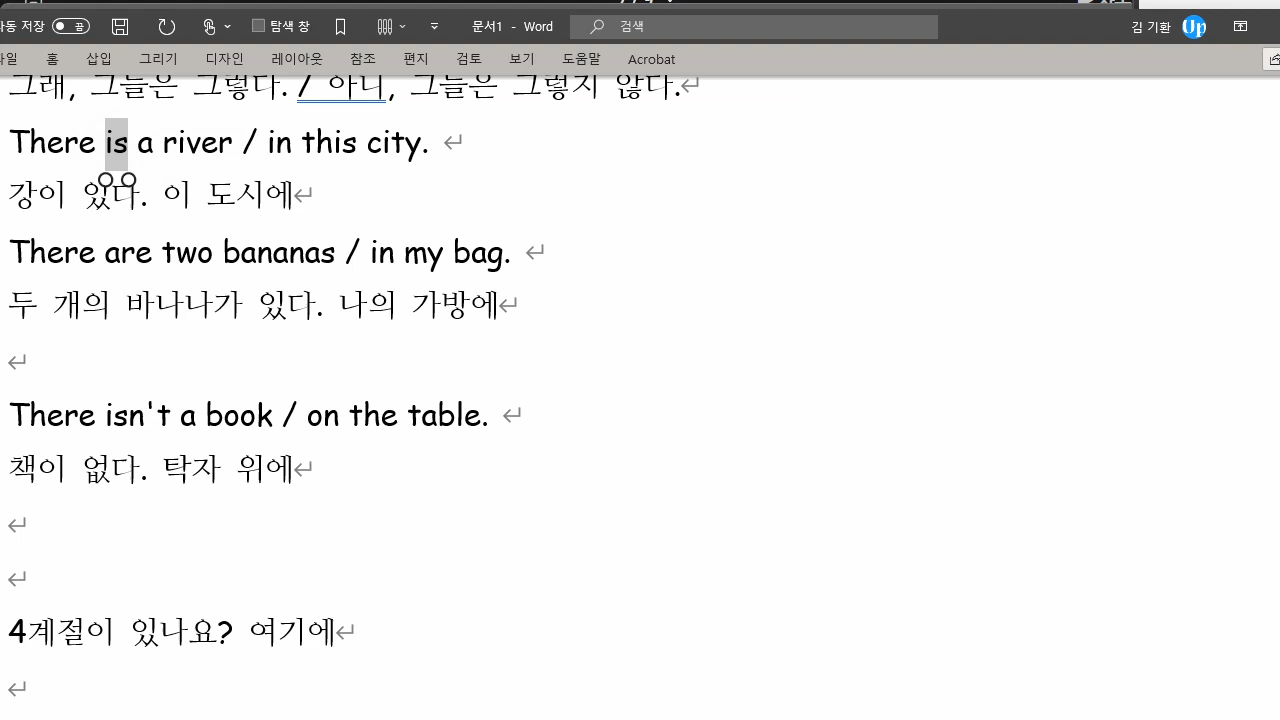 자동 저장 끔 탐색 창 문서1 - Word 검색 김 기환 Up
파일 홈 삽입 그리기 디자인 레이아웃 참조 편지 검토 보기 도움말 Acrobat
그래, 그들은 그렇다. / 아니, 그들은 그렇지 않다.
There is a river / in this city.
강이 있다. 이 도시에
There are two bananas / in my bag.
두 개의 바나나가 있다. 나의 가방에
There isn't a book / on the table.
책이 없다. 탁자 위에
4계절이 있나요? 여기에